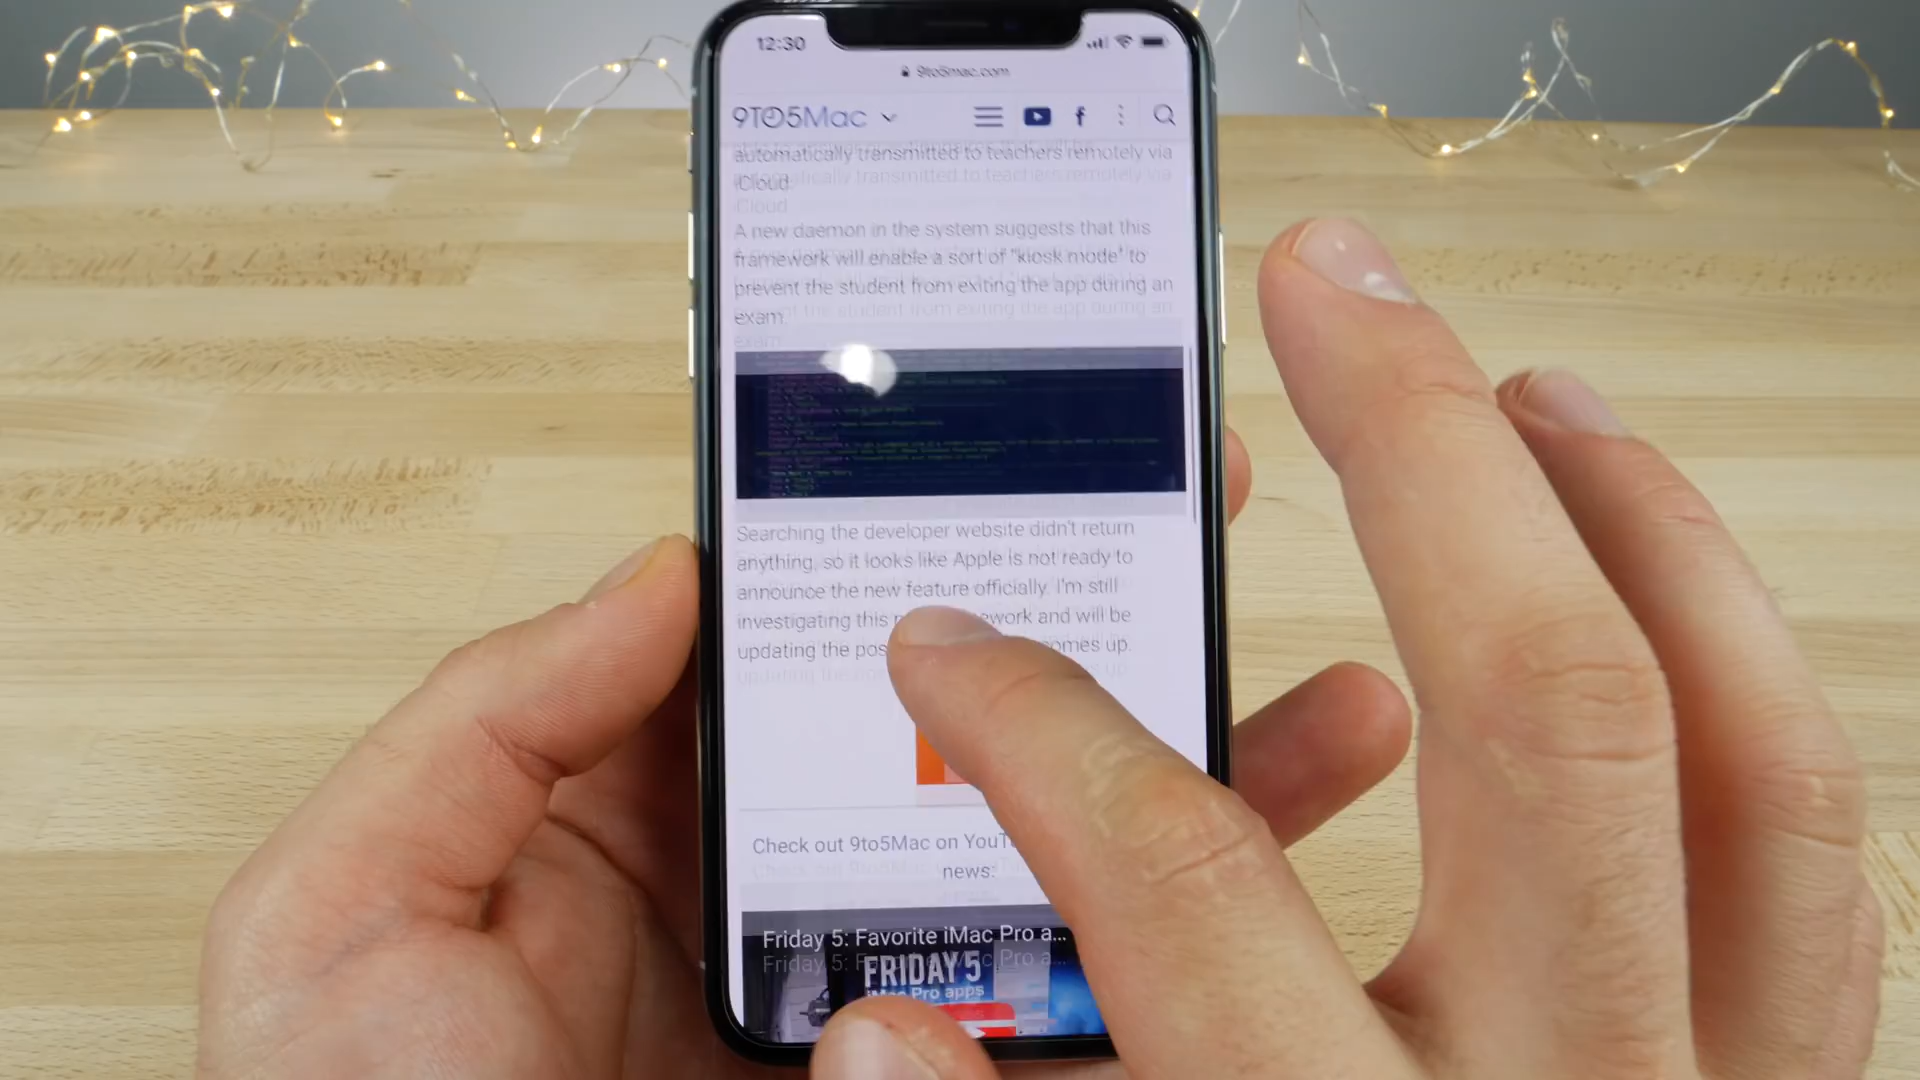 12:30
9to5mac.com
9TO5Mac
automatically transmitted to teachers remotely via
iCloud.
A new daemon in the system suggests that this
framework will enable a sort of "kiosk mode" to
prevent the student from exiting the app during an
exam.
Searching the developer website didn't return
anything, so it looks like Apple is not ready to
announce the new feature officially. I'm still
investigating this work and will be
updating the pos omes up.
Check out 9to5Mac on YouT
news:
Friday 5: Favorite iMac Pro a...
FRIDAY 5
iMac Pro apps